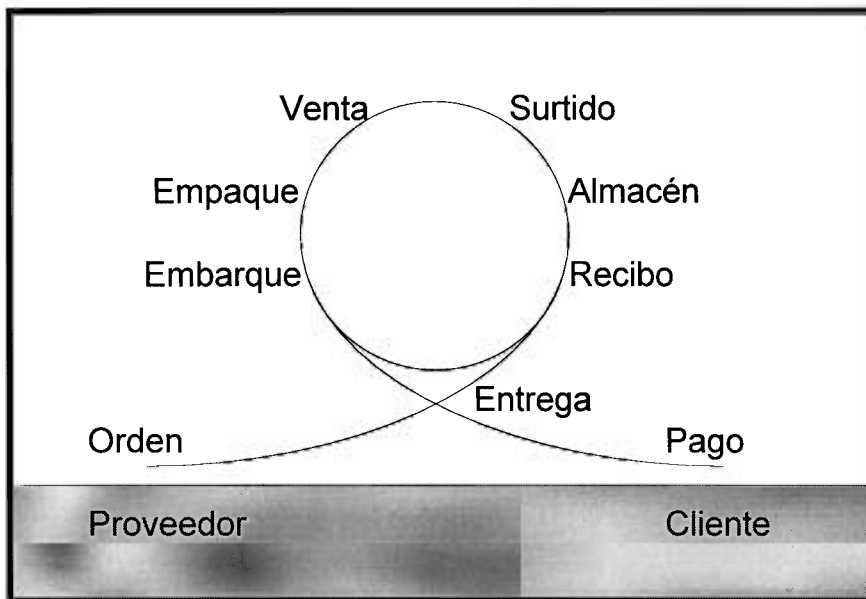 Venta Surtido
Empaque Almacén
Embarque Recibo
Entrega
Orden Pago
Proveedor Cliente